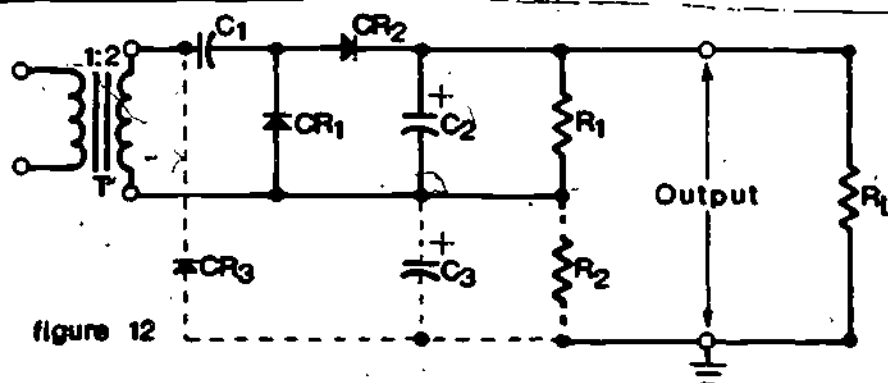 C1
CR2
1:2
+
CR1
C2
R1
T
Output
RL
+
CR3
C3
R2
figure 12